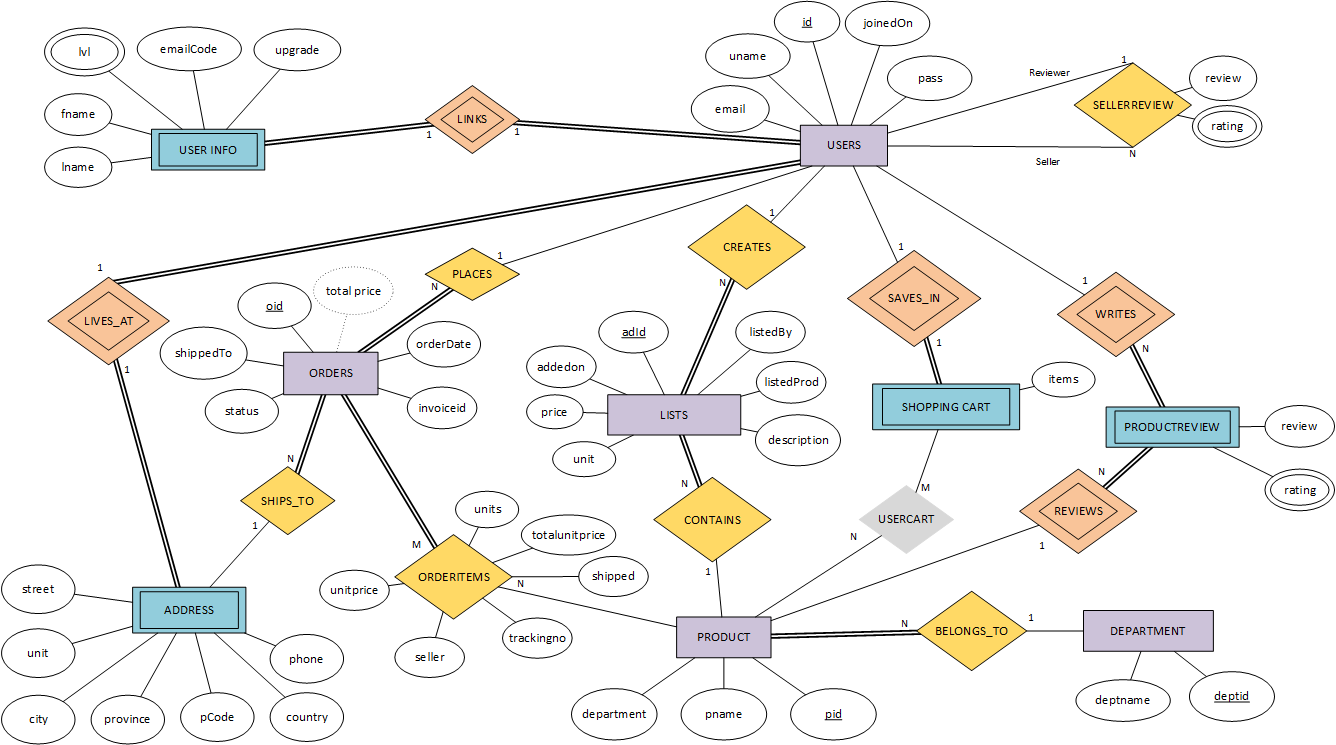 id
joinedOn
lvl
emailCode
upgrade
uname
pass
Reviewer
1
review
email
SELLERREVIEW
fname
LINKS
rating
1
1
USER INFO
USERS
N
Seller
lname
1
CREATES
1
1
1
PLACES
N
N
1
total price
SAVES_IN
oid
WRITES
LIVES_AT
adId
listedBy
1
N
orderDate
shippedTo
1
ORDERS
addedon
listedProd
items
status
invoiceid
price
LISTS
SHOPPING CART
PRODUCTREVIEW
review
description
unit
N
N
N
rating
M
SHIPS_TO
units
CONTAINS
USERCART
REVIEWS
1
totalunitprice
N
1
M
1
ORDERITEMS
shipped
N
street
unitprice
ADDRESS
N
1
trackingno
PRODUCT
BELONGS_TO
DEPARTMENT
unit
phone
seller
deptname
deptid
city
province
pCode
country
department
pname
pid